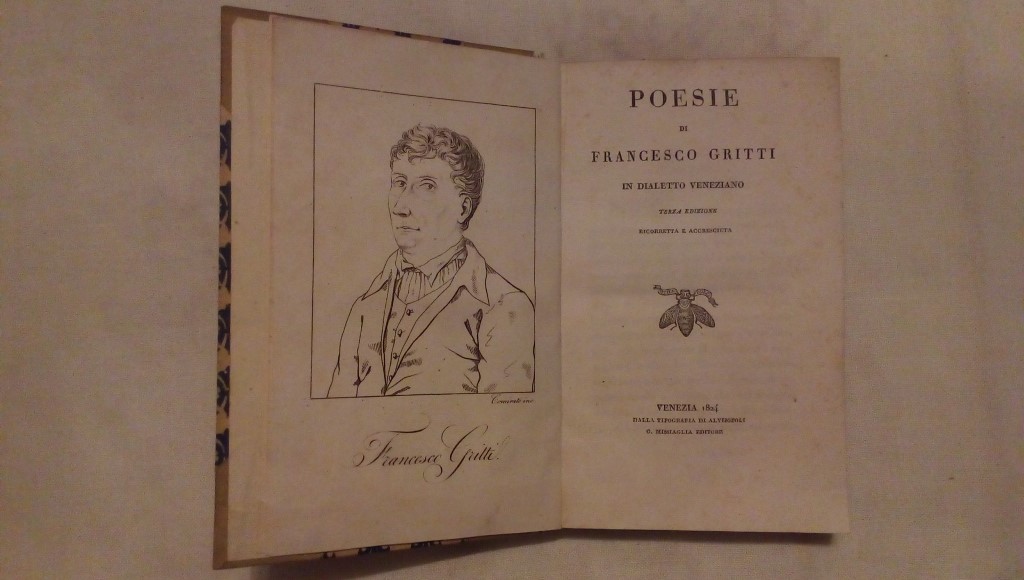 Francesco Gritti.
POESIE
DI
FRANCESCO GRITTI
IN DIALETTO VENEZIANO
TERZA EDIZIONE
RICORRETTA E ACCRESCIUTA
VENEZIA 1824
DALLA TIPOGRAFIA DI ALVISOPOLI
G. MISSIAGLIA EDITORE